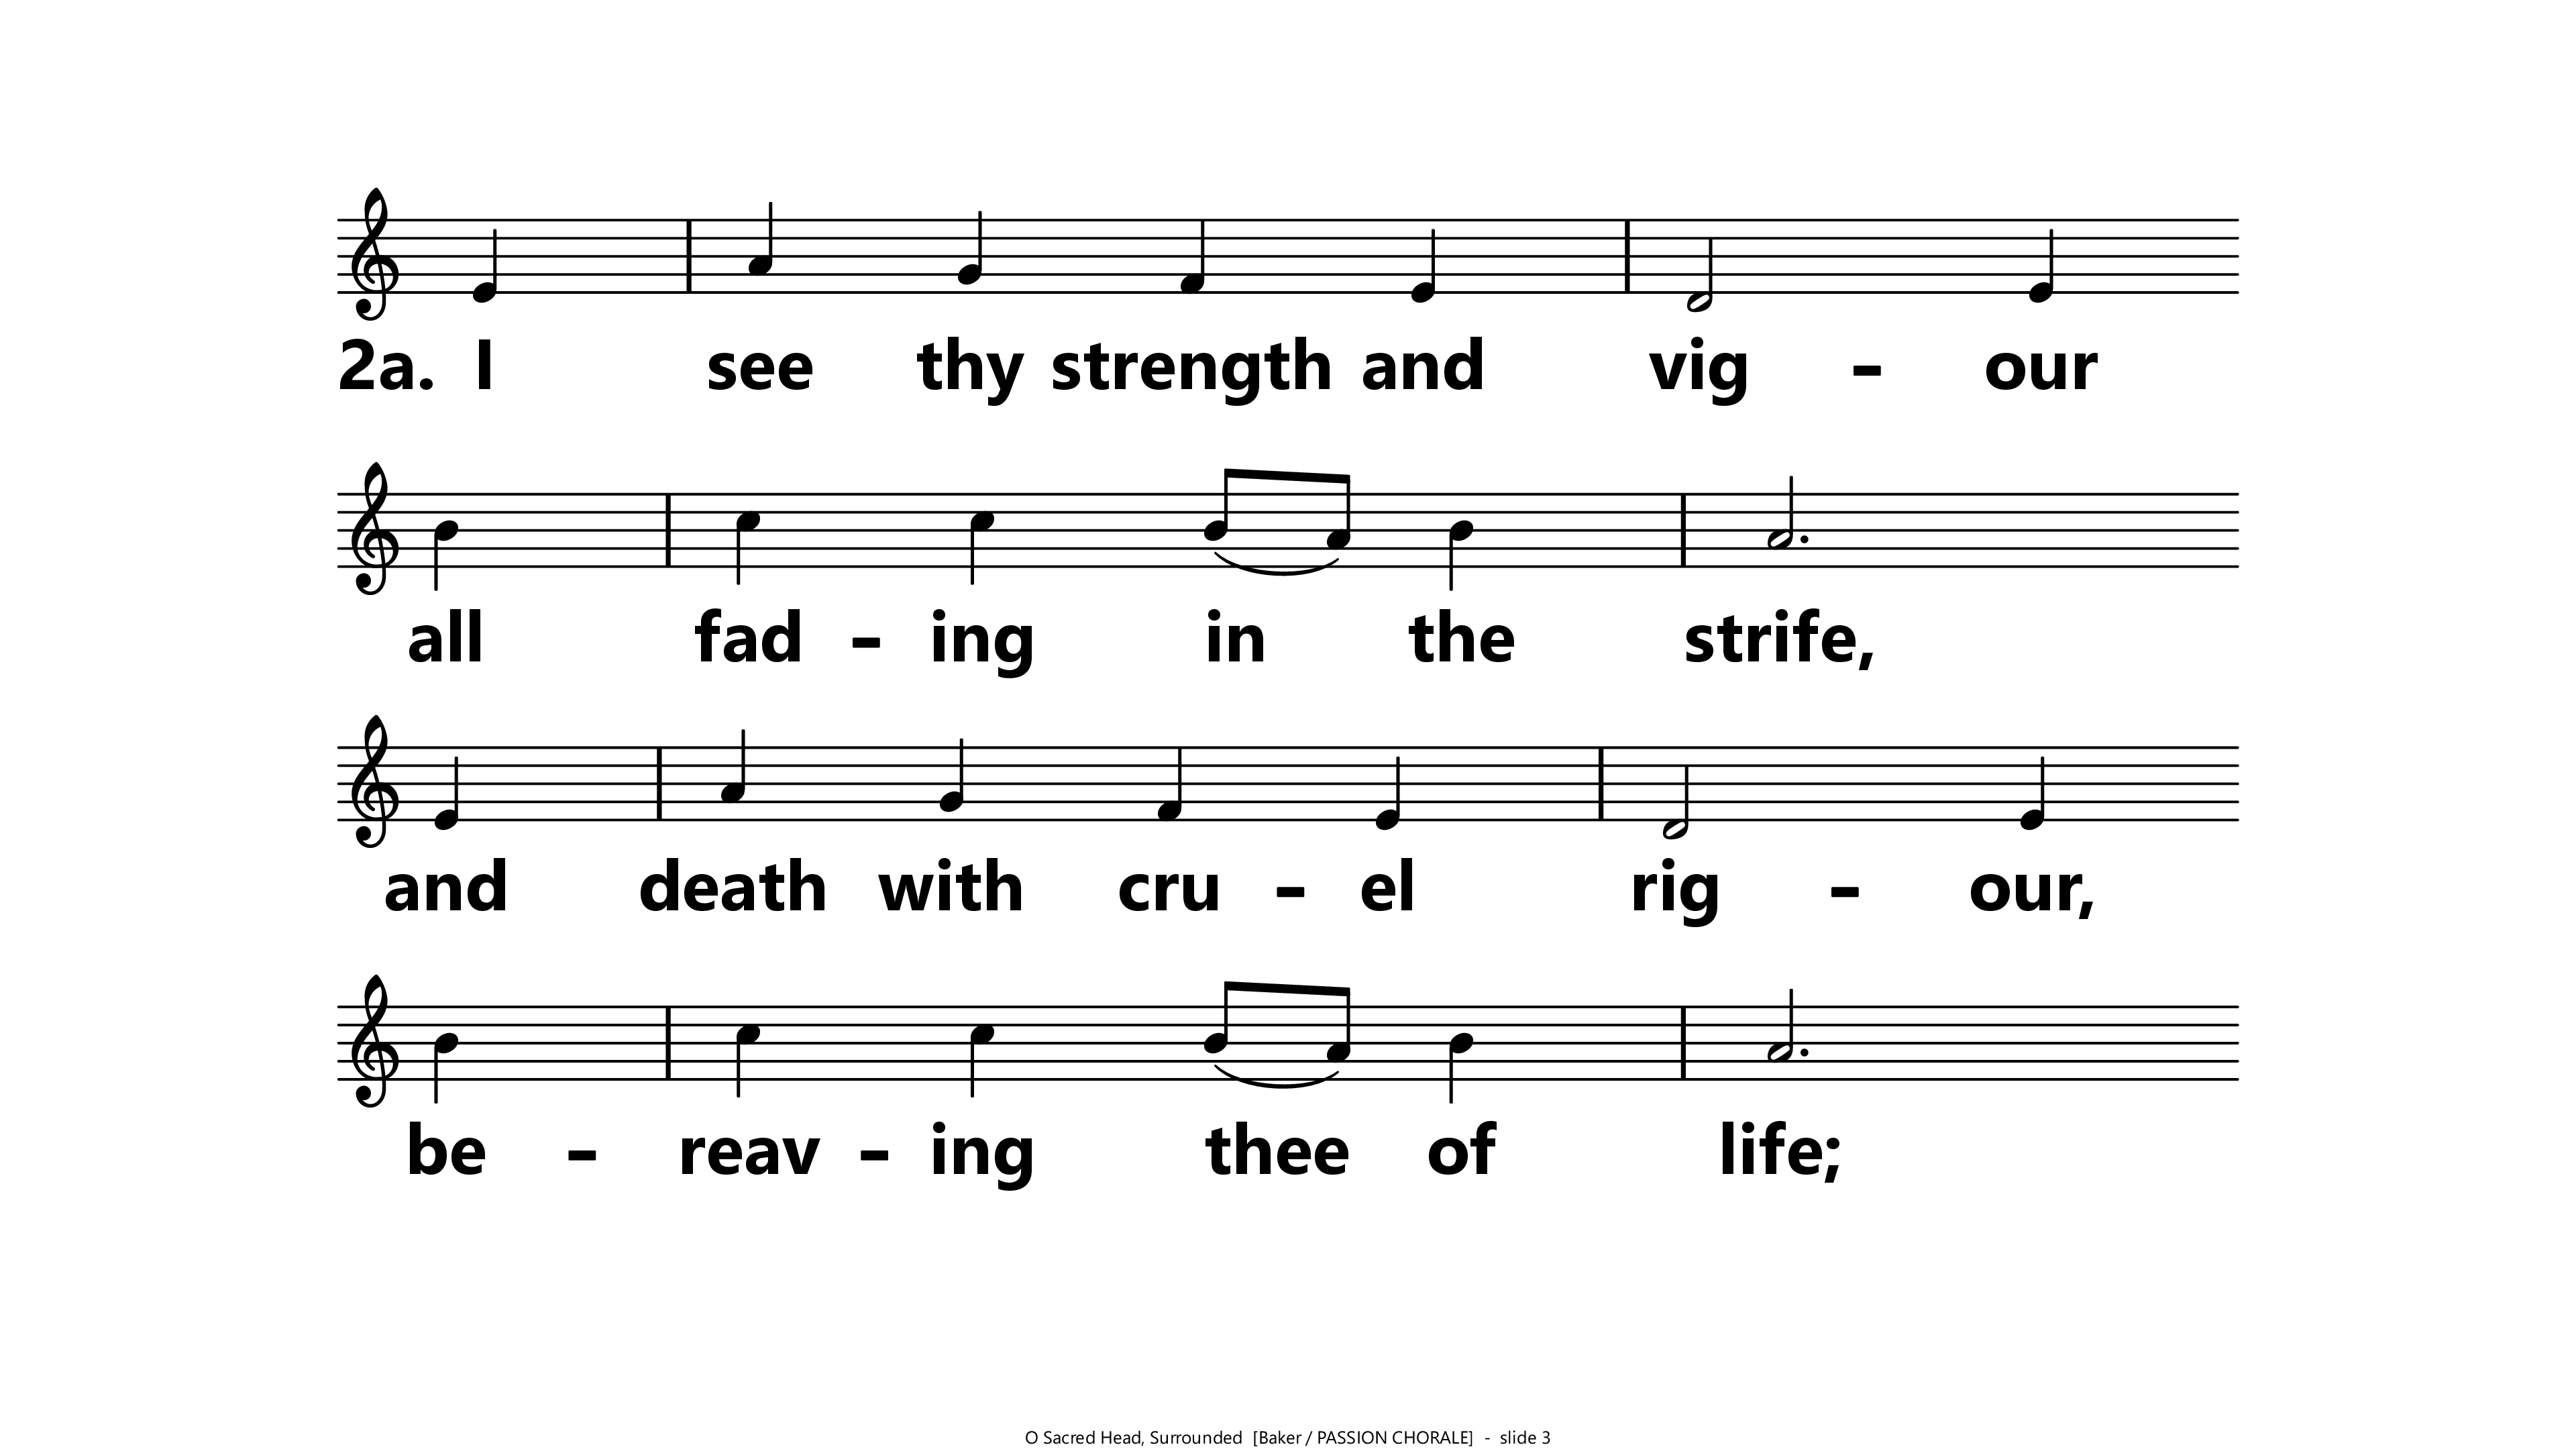 2a. I see thy strength and vig - our
all fad - ing in the strife,
and death with cru - el rig - our,
be - reav - ing thee of life;
O Sacred Head, Surrounded [Baker / PASSION CHORALE] - slide 3